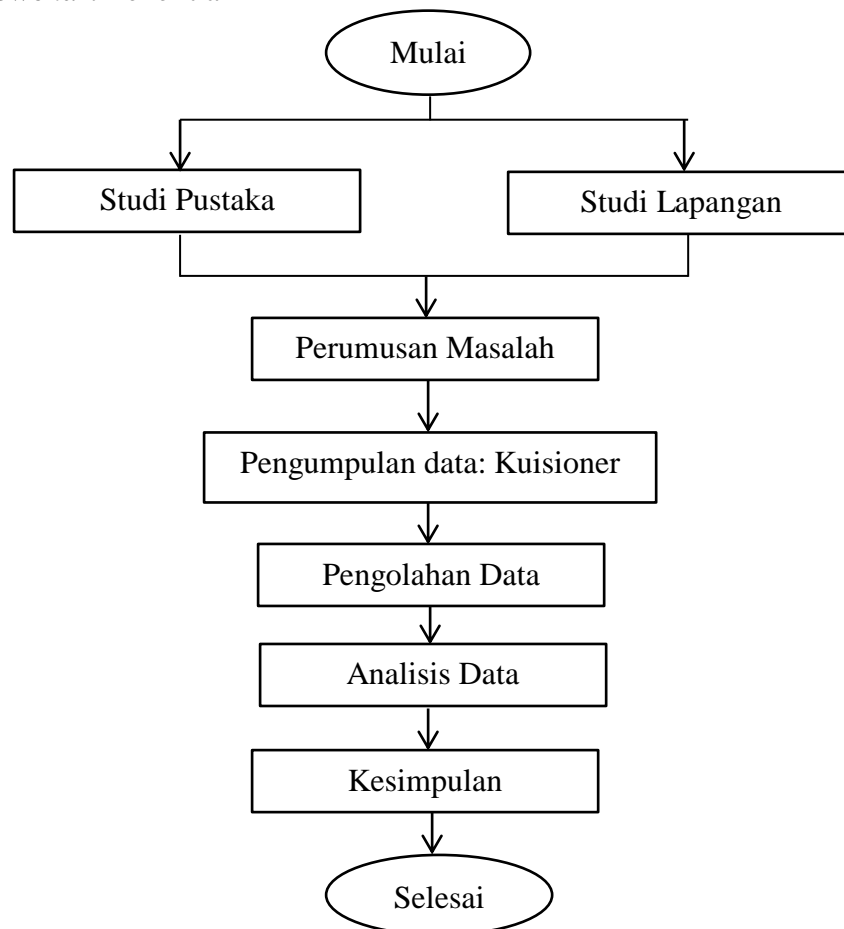 Mulai
Studi Pustaka
Studi Lapangan
Perumusan Masalah
Pengumpulan data: Kuisioner
Pengolahan Data
Analisis Data
Kesimpulan
Selesai